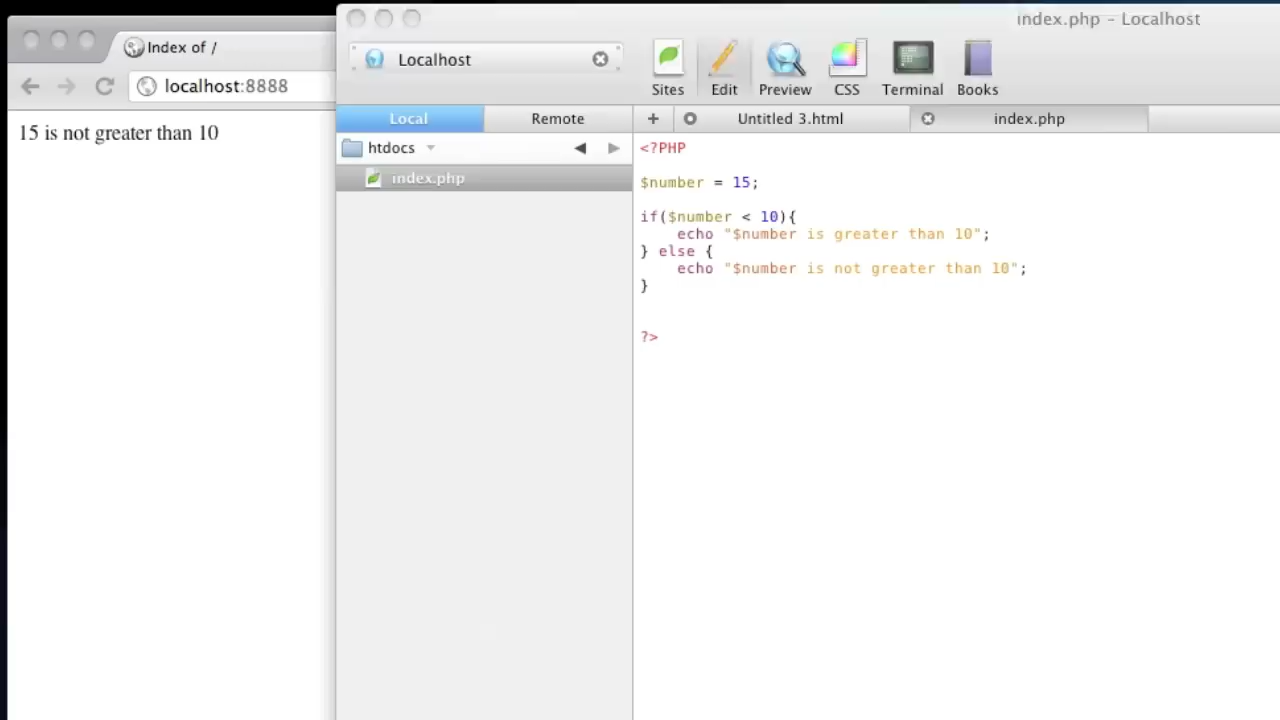 index.php – Localhost
Index of /
Localhost
localhost:8888
Sites
Edit
Preview
CSS
Terminal
Books
Local
Remote
Untitled 3.html
index.php
15 is not greater than 10
htdocs
index.php
<?PHP
$number = 15;
if($number < 10){
echo "$number is greater than 10";
} else {
echo "$number is not greater than 10";
}
?>